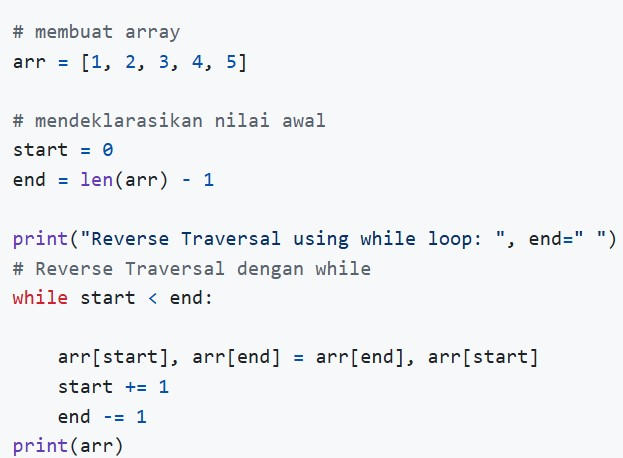 # membuat array
arr = [1, 2, 3, 4, 5]
# mendeklarasikan nilai awal
start = 0
end = len(arr) - 1
print("Reverse Traversal using while loop: ", end=" ")
# Reverse Traversal dengan while
while start < end:
    arr[start], arr[end] = arr[end], arr[start]
    start += 1
    end -= 1
print(arr)